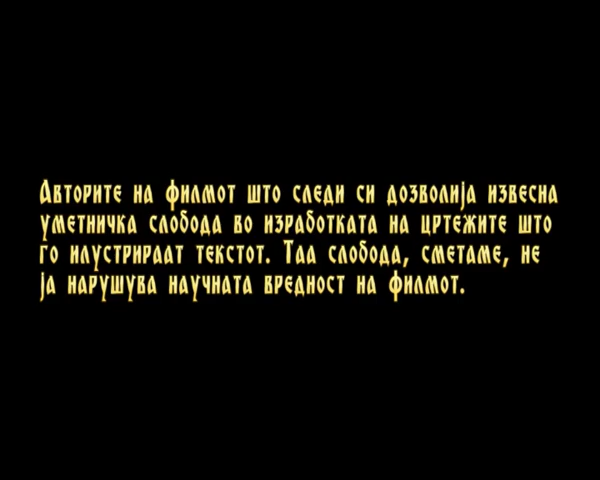 Авторите на филмот што следи си дозволија извесна
уметничка слобода во изработката на цртежите што
го илустрираат текстот. Таа слобода, сметаме, не
ја нарушува научната вредност на филмот.